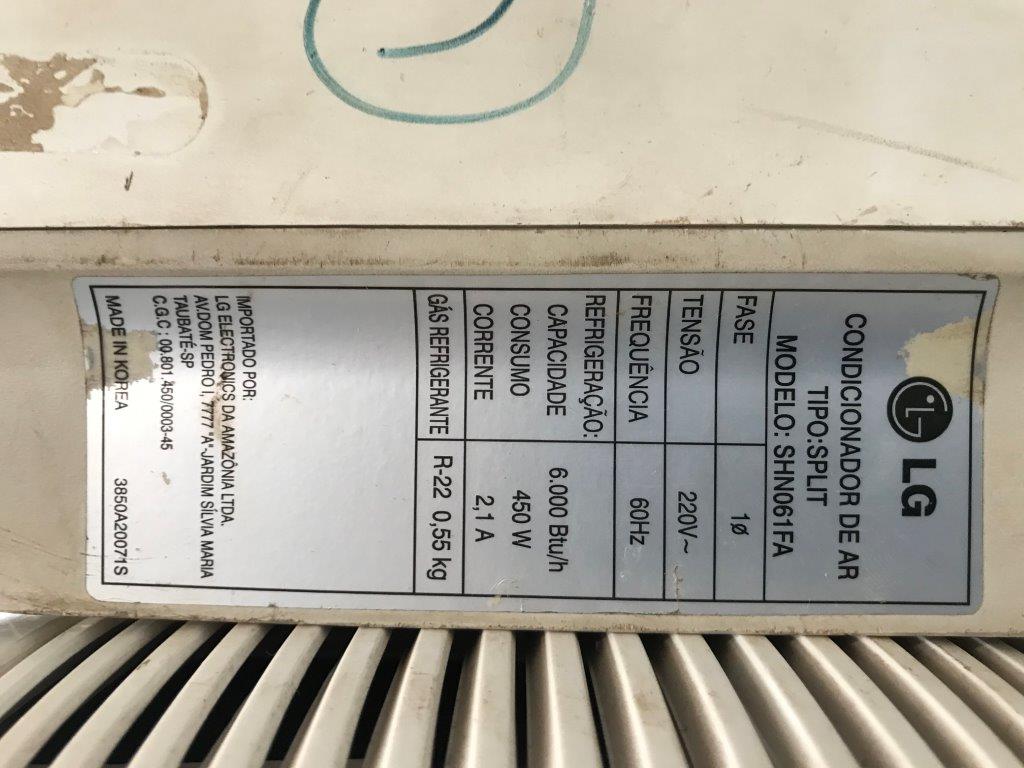 LG
CONDICIONADOR DE AR
TIPO:SPLIT
MODELO: SHN061FA
FASE 1Ø
TENSÃO 220V~
FREQUÊNCIA 60Hz
REFRIGERAÇÃO:
CAPACIDADE 6.000 Btu/h
CONSUMO 450 W
CORRENTE 2,1 A
GÁS REFRIGERANTE R-22 0,55 kg
IMPORTADO POR:
LG ELECTRONICS DA AMAZÔNIA LTDA.
AV.DOM PEDRO I, 7777 "A"-JARDIM SÍLVIA MARIA
TAUBATÉ-SP
C.G.C ; 00.801.450/0003-45
MADE IN KOREA 3850A20071S